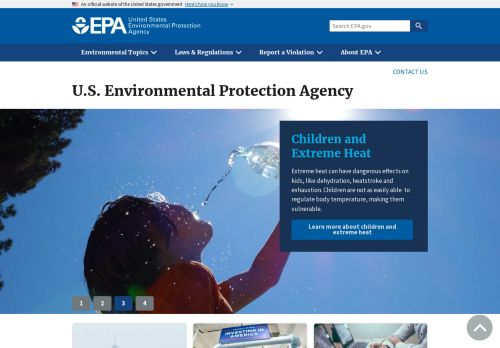 An official website of the United States government Here's how you know
EPA United States
Environmental Protection
Agency
Search EPA.gov
Environmental Topics
Laws & Regulations
Report a Violation
About EPA
CONTACT US
U.S. Environmental Protection Agency
Children and
Extreme Heat
Extreme heat can have dangerous effects on
kids, like dehydration, heatstroke and
exhaustion. Children are not as easily able to
regulate body temperature, making them
vulnerable.
Learn more about children and
extreme heat
1
2
3
4
INVESTING IN
AMERICA